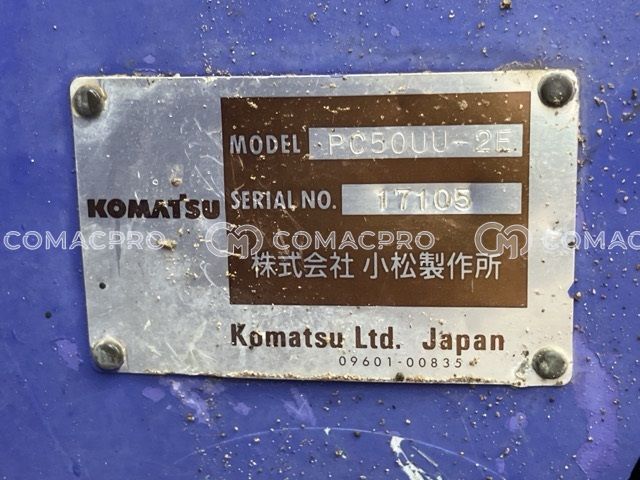 MODEL PC50UU-2E
KOMATSU
SERIAL NO. 17105
COMACPRO COMACPRO COMACPRO
株式会社 小松製作所
Komatsu Ltd. Japan
09601-00835